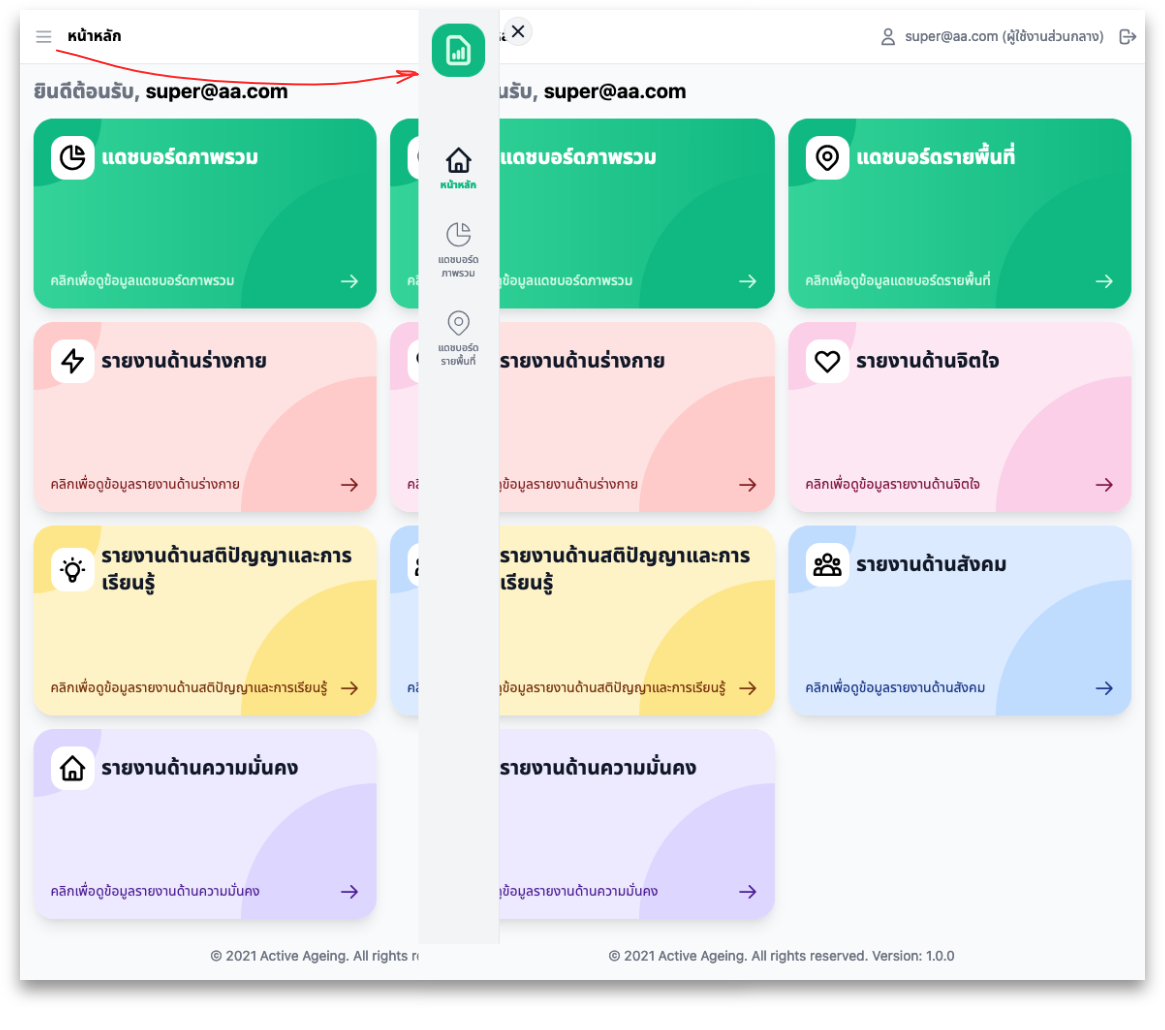 หน้าหลัก
super@aa.com (ผู้ใช้งานส่วนกลาง)
ยินดีต้อนรับ, super@aa.com
นรับ, super@aa.com
แดชบอร์ดภาพรวม
คลิกเพื่อดูข้อมูลแดชบอร์ดภาพรวม
รายงานด้านร่างกาย
คลิกเพื่อดูข้อมูลรายงานด้านร่างกาย
รายงานด้านสติปัญญาและการ
เรียนรู้
คลิกเพื่อดูข้อมูลรายงานด้านสติปัญญาและการเรียนรู้
รายงานด้านความมั่นคง
คลิกเพื่อดูข้อมูลรายงานด้านความมั่นคง
© 2021 Active Ageing. All rights
หน้าหลัก
แดชบอร์ด
ภาพรวม
แดชบอร์ด
รายพื้นที่
แดชบอร์ดภาพรวม
ข้อมูลแดชบอร์ดภาพรวม
แดชบอร์ดรายพื้นที่
คลิกเพื่อดูข้อมูลแดชบอร์ดรายพื้นที่
รายงานด้านร่างกาย
ข้อมูลรายงานด้านร่างกาย
รายงานด้านจิตใจ
คลิกเพื่อดูข้อมูลรายงานด้านจิตใจ
รายงานด้านสติปัญญาและการ
เรียนรู้
ข้อมูลรายงานด้านสติปัญญาและการเรียนรู้
รายงานด้านสังคม
คลิกเพื่อดูข้อมูลรายงานด้านสังคม
รายงานด้านความมั่นคง
ข้อมูลรายงานด้านความมั่นคง
© 2021 Active Ageing. All rights reserved. Version: 1.0.0